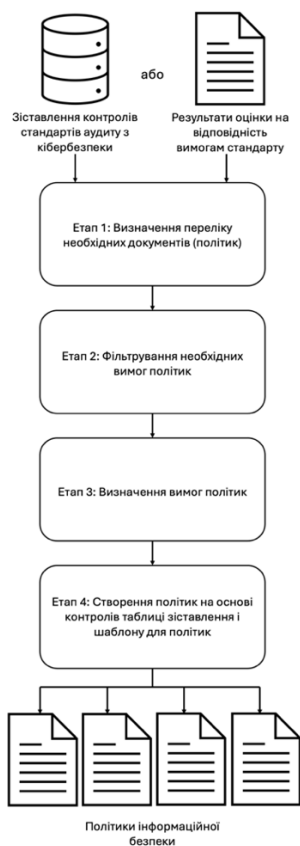 або
Зіставлення контролів
стандартів аудиту з
кібербезпеки
Результати оцінки на
відповідність
вимогам стандарту
Етап 1: Визначення переліку
необхідних документів (політик)
Етап 2: Фільтрування необхідних
вимог політик
Етап 3: Визначення вимог політик
Етап 4: Створення політик на основі
контролів таблиці зіставлення і
шаблону для політик
Політики інформаційної
безпеки